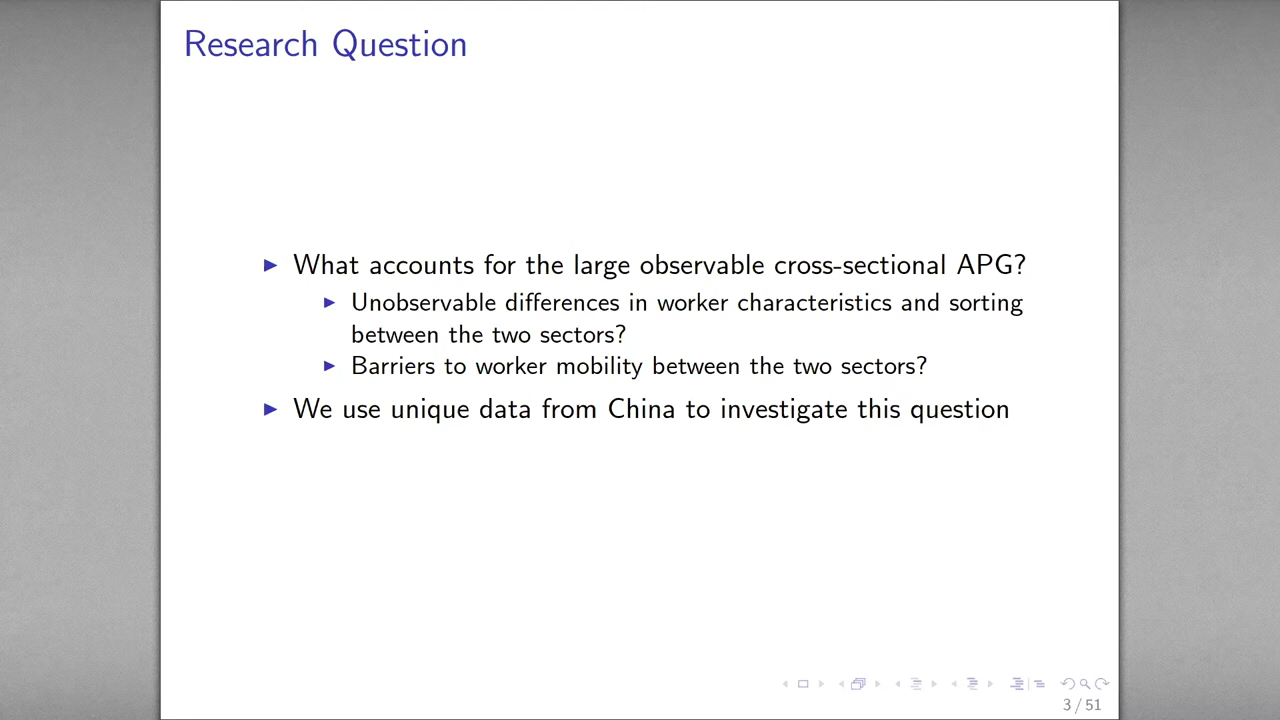 Research Question
What accounts for the large observable cross-sectional APG?
Unobservable differences in worker characteristics and sorting
between the two sectors?
Barriers to worker mobility between the two sectors?
We use unique data from China to investigate this question
3 / 51